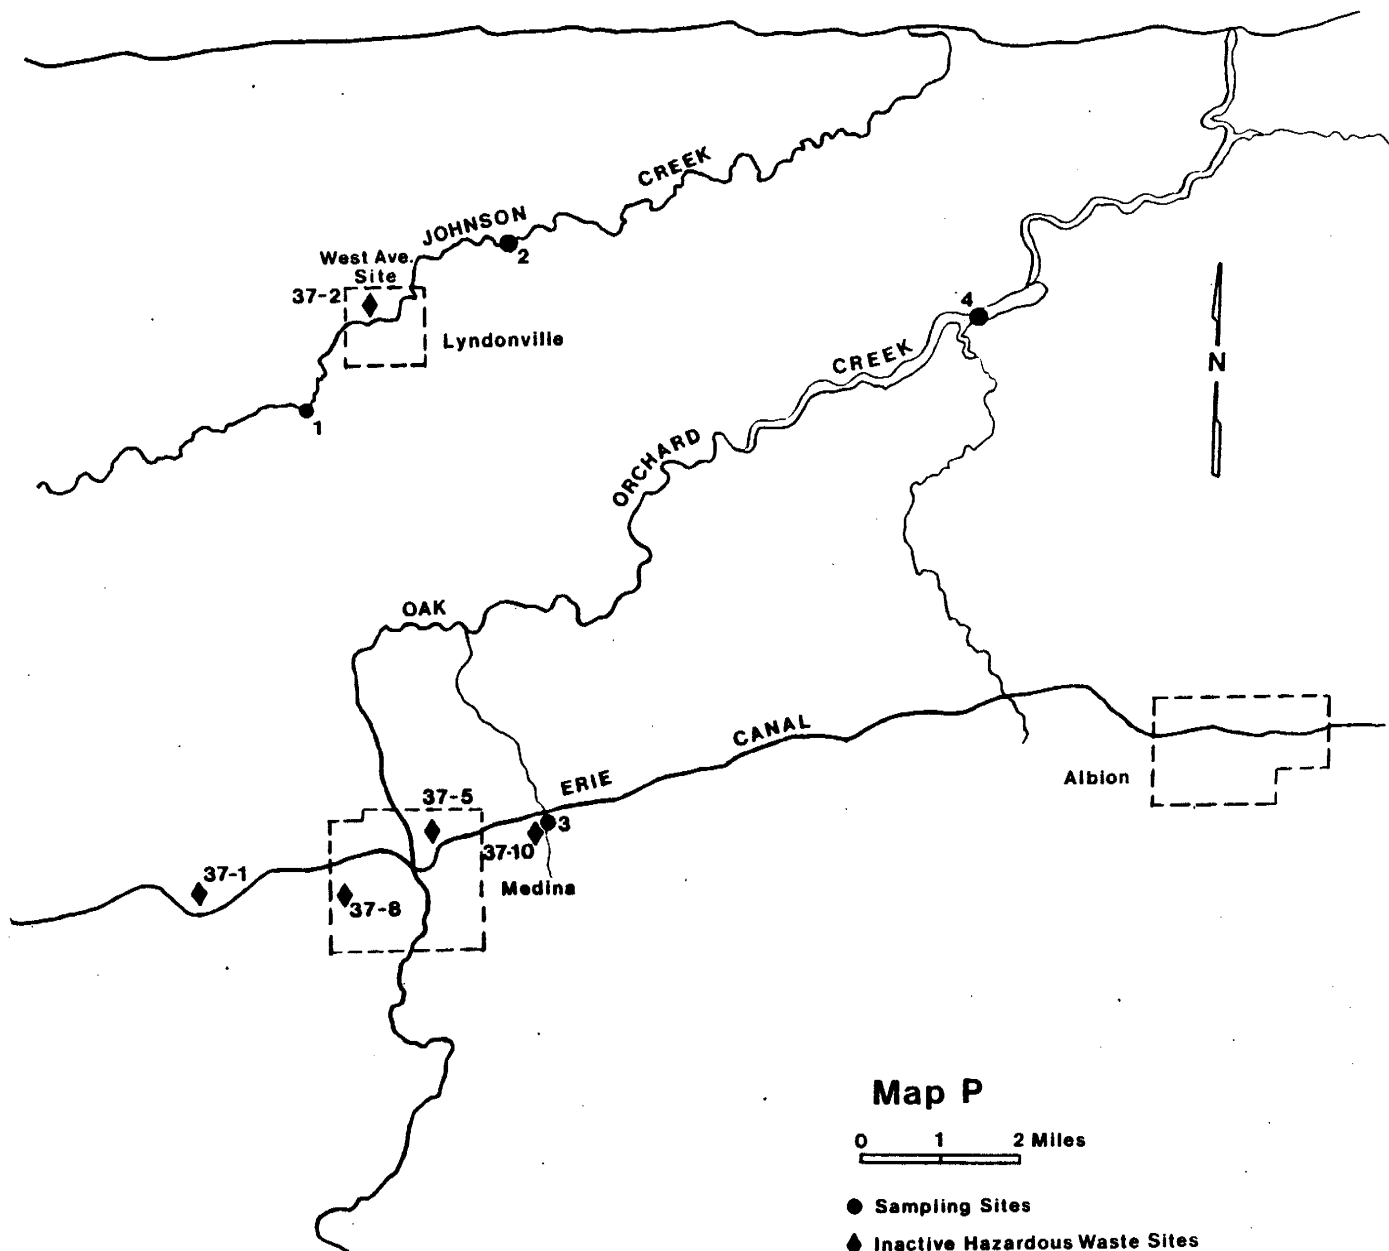 CREEK
JOHNSON
2
West Ave.
Site
37-2
Lyndonville
1
4
CREEK
N
ORCHARD
OAK
CANAL
ERIE
Albion
37-5
3
37-10
37-1
Medina
37-8
Map P
0 1 2 Miles
Sampling Sites
Inactive Hazardous Waste Sites